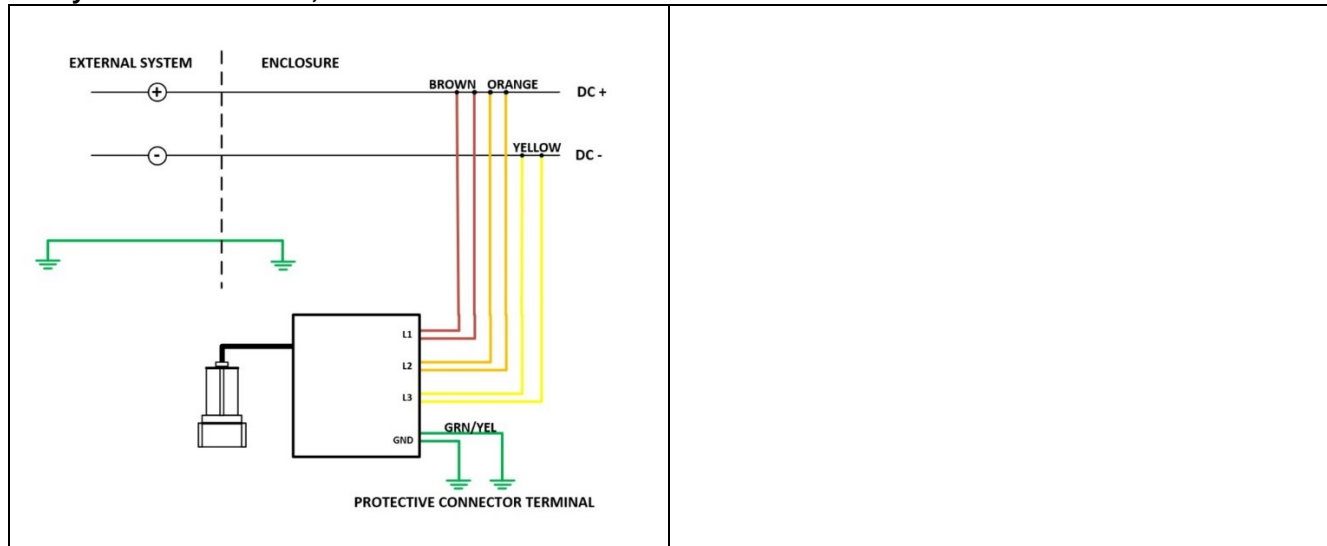 EXTERNAL SYSTEM ENCLOSURE
BROWN ORANGE
+ DC +
YELLOW
- DC -
L1
L2
L3
GRN/YEL
GND
PROTECTIVE CONNECTOR TERMINAL